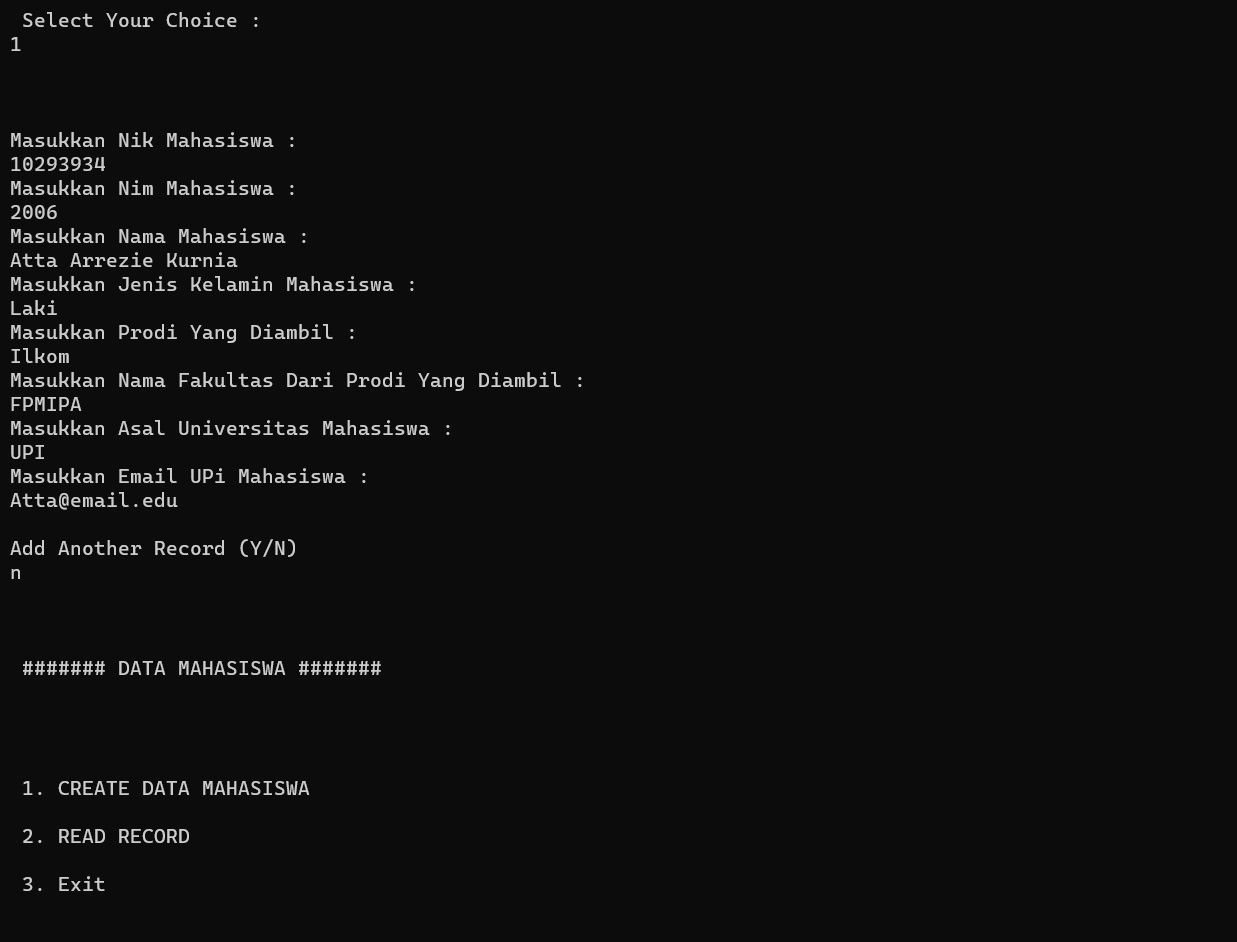 Select Your Choice :
1
Masukkan Nik Mahasiswa :
10293934
Masukkan Nim Mahasiswa :
2006
Masukkan Nama Mahasiswa :
Atta Arrezie Kurnia
Masukkan Jenis Kelamin Mahasiswa :
Laki
Masukkan Prodi Yang Diambil :
Ilkom
Masukkan Nama Fakultas Dari Prodi Yang Diambil :
FPMIPA
Masukkan Asal Universitas Mahasiswa :
UPI
Masukkan Email UPi Mahasiswa :
Atta@email.edu
Add Another Record (Y/N)
n
####### DATA MAHASISWA #######
1. CREATE DATA MAHASISWA
2. READ RECORD
3. Exit